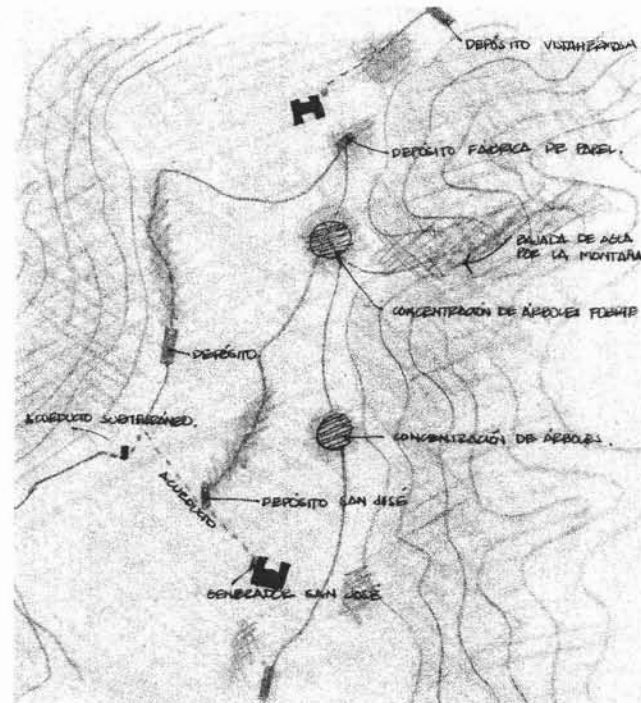 DEPÓSITO VISTAHERMOSA
DEPÓSITO FÁBRICA DE PAPEL.
BAJADA DE AGUA
POR LA MONTAÑA
CONCENTRACIÓN DE ÁRBOLES FUERTE
DEPÓSITO
ACUEDUCTO SUBTERRÁNEO.
CONCENTRACIÓN DE ÁRBOLES.
ACUEDUCTO
DEPÓSITO SAN JOSÉ
GENERADOR SAN JOSÉ